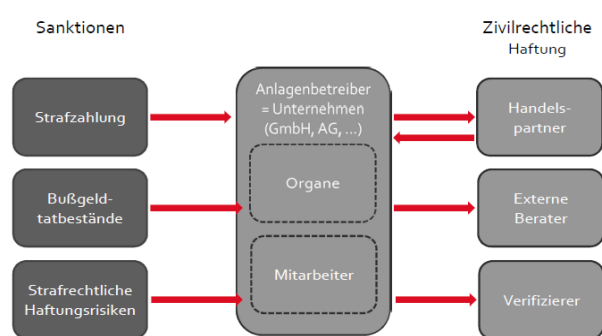 Sanktionen
Zivilrechtliche
Haftung
Strafzahlung
Bußgeld-
tatbestände
Strafrechtliche
Haftungsrisiken
Anlagenbetreiber
= Unternehmen
(GmbH, AG, ...)
Organe
Mitarbeiter
Handels-
partner
Externe
Berater
Verifizierer